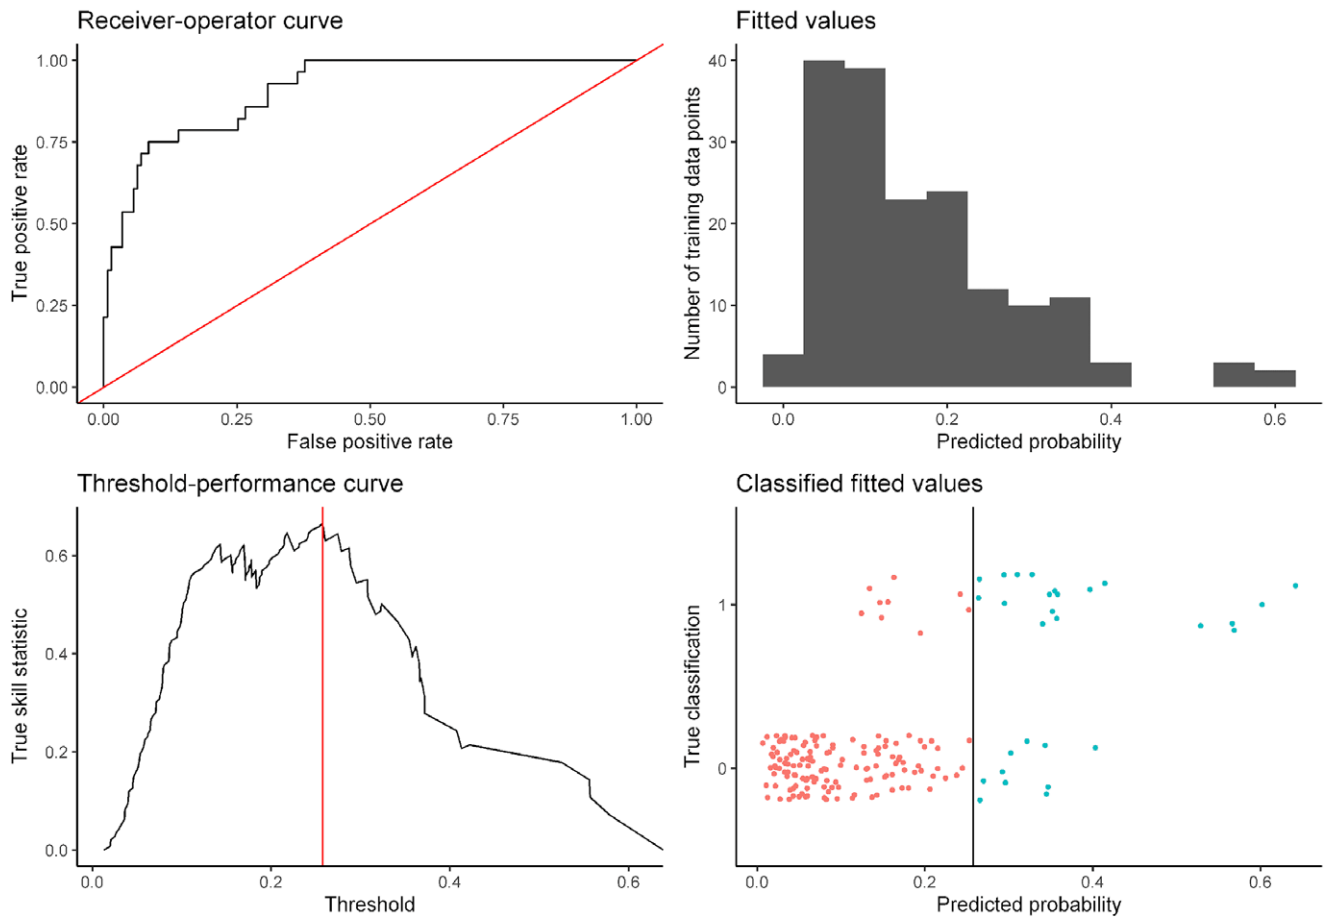 Receiver-operator curve
True positive rate
1.00
0.75
0.50
0.25
0.00
0.00 0.25 0.50 0.75 1.00
False positive rate
Fitted values
Number of training data points
40
30
20
10
0
0.0 0.2 0.4 0.6
Predicted probability
Threshold-performance curve
True skill statistic
0.6
0.4
0.2
0.0
0.0 0.2 0.4 0.6
Threshold
Classified fitted values
True classification
1
0
0.0 0.2 0.4 0.6
Predicted probability